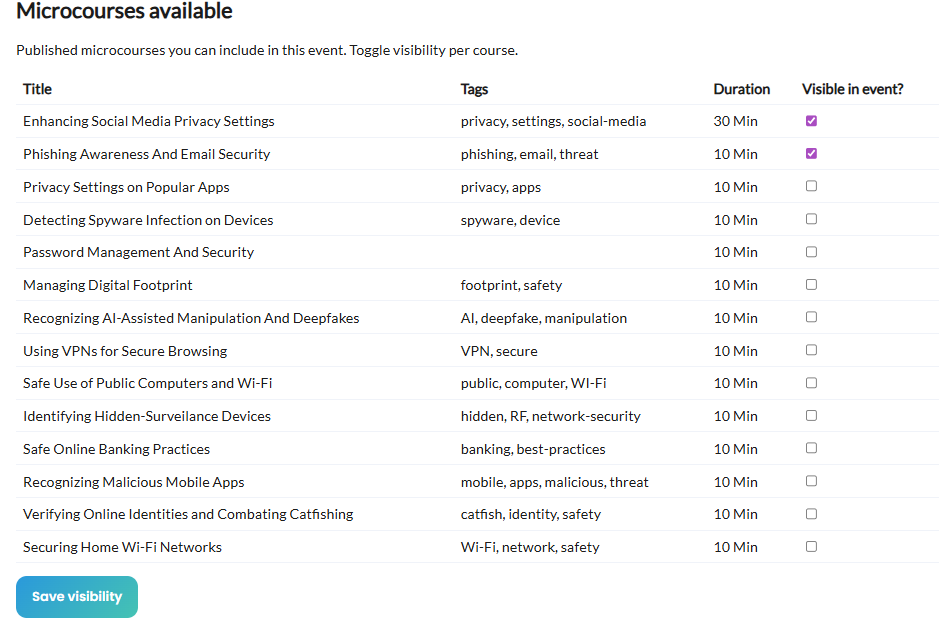 Microcourses available
Published microcourses you can include in this event. Toggle visibility per course.
Title Tags Duration Visible in event?
Enhancing Social Media Privacy Settings privacy, settings, social-media 30 Min
Phishing Awareness And Email Security phishing, email, threat 10 Min
Privacy Settings on Popular Apps privacy, apps 10 Min
Detecting Spyware Infection on Devices spyware, device 10 Min
Password Management And Security 10 Min
Managing Digital Footprint footprint, safety 10 Min
Recognizing AI-Assisted Manipulation And Deepfakes AI, deepfake, manipulation 10 Min
Using VPNs for Secure Browsing VPN, secure 10 Min
Safe Use of Public Computers and Wi-Fi public, computer, WI-Fi 10 Min
Identifying Hidden-Surveilance Devices hidden, RF, network-security 10 Min
Safe Online Banking Practices banking, best-practices 10 Min
Recognizing Malicious Mobile Apps mobile, apps, malicious, threat 10 Min
Verifying Online Identities and Combating Catfishing catfish, identity, safety 10 Min
Securing Home Wi-Fi Networks Wi-Fi, network, safety 10 Min
Save visibility